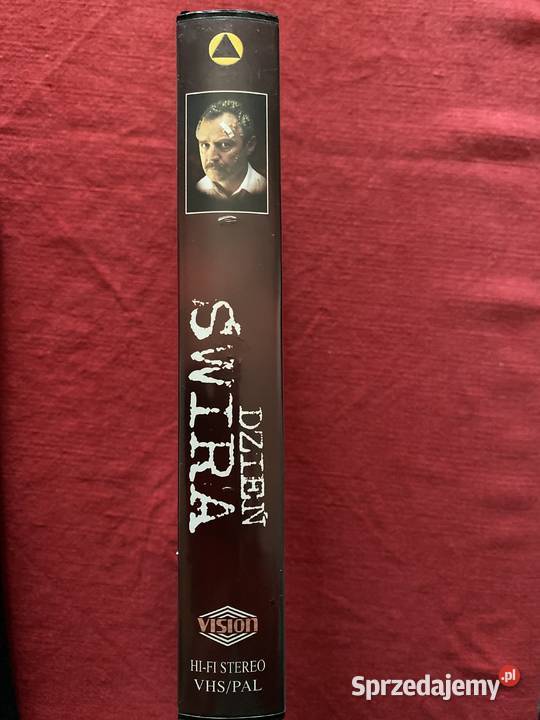 DZIEŃ
ŚWIRA
VISION
HI-FI STEREO
VHS/PAL
Sprzedajemy.pl